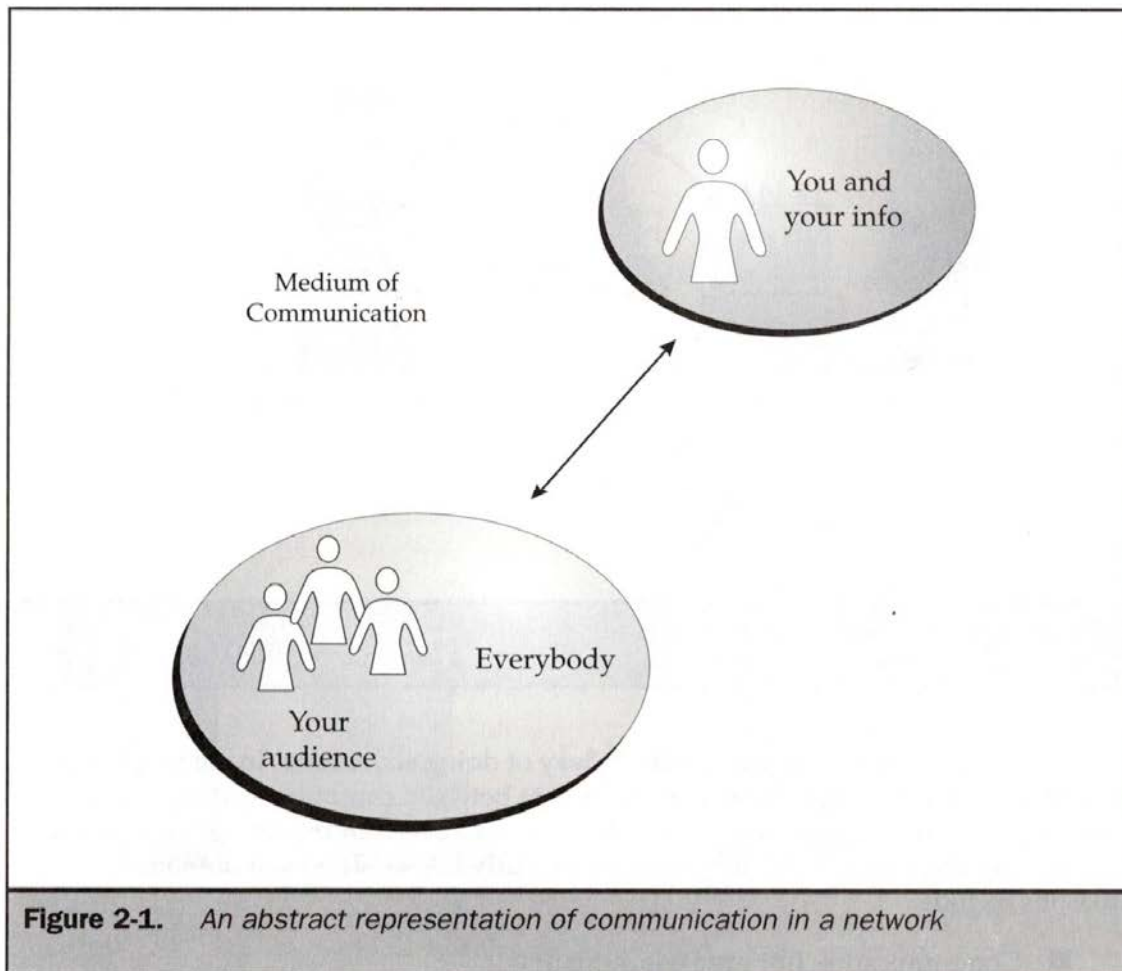 You and
your info
Medium of
Communication
Everybody
Your
audience
Figure 2-1. An abstract representation of communication in a network